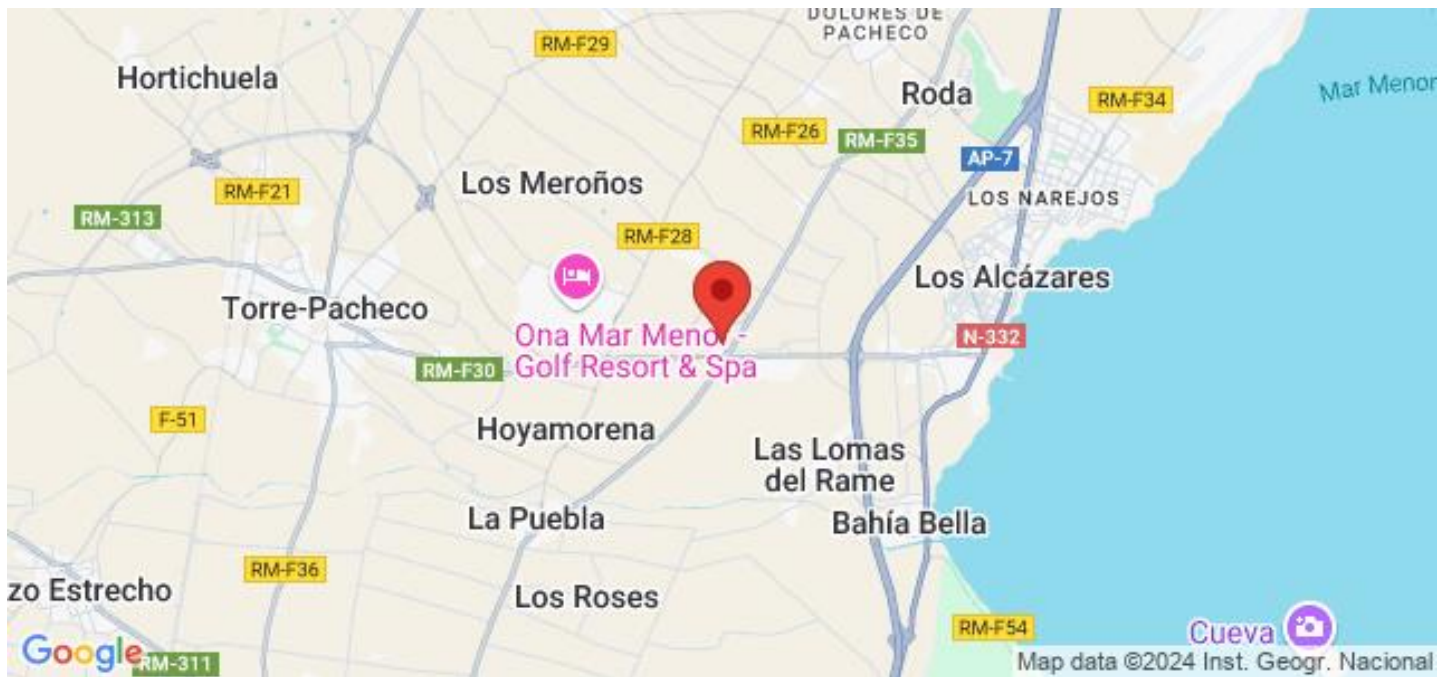 DOLORES DE
PACHECO
RM-F29
Hortichuela
Roda
Mar Menor
RM-F34
RM-F26
RM-F35
AP-7
Los Meroños
RM-F21
LOS NAREJOS
RM-313
RM-F28
Los Alcázares
Torre-Pacheco
Ona Mar Menor -
Golf Resort & Spa
N-332
RM-F30
F-51
Hoyamorena
Las Lomas
del Rame
La Puebla
Bahía Bella
RM-F36
zo Estrecho
Los Roses
RM-F54
Cueva
Google
RM-311
Map data ©2024 Inst. Geogr. Nacional